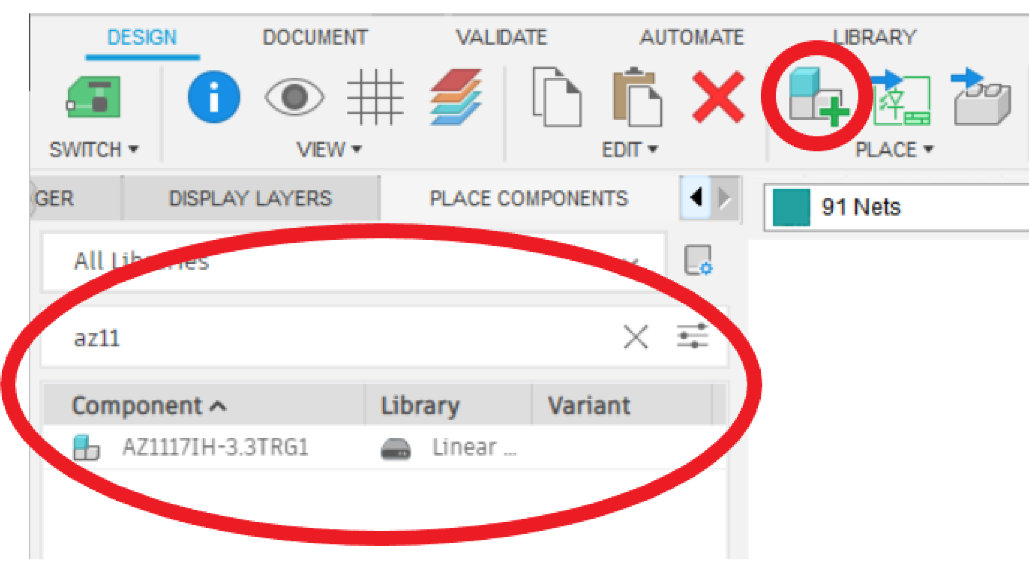 DESIGN DOCUMENT VALIDATE AUTOMATE LIBRARY
SWITCH VIEW EDIT PLACE
GER DISPLAY LAYERS PLACE COMPONENTS
91 Nets
All Libraries
az11
Component Library Variant
AZ1117IH-3.3TRG1 Linear ...